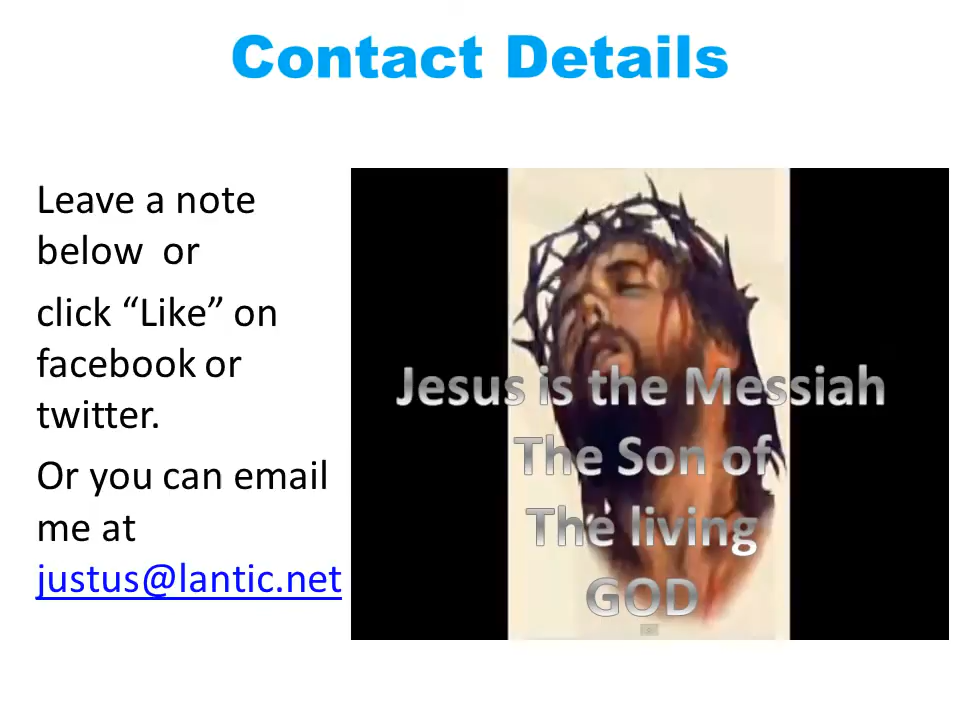 Contact Details
Leave a note
below or
click “Like” on
facebook or
twitter.
Or you can email
me at
justus@lantic.net
Jesus is the Messiah
The Son of
The living
GOD